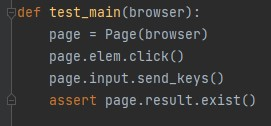 def test_main(browser):
    page = Page(browser)
    page.elem.click()
    page.input.send_keys()
    assert page.result.exist()